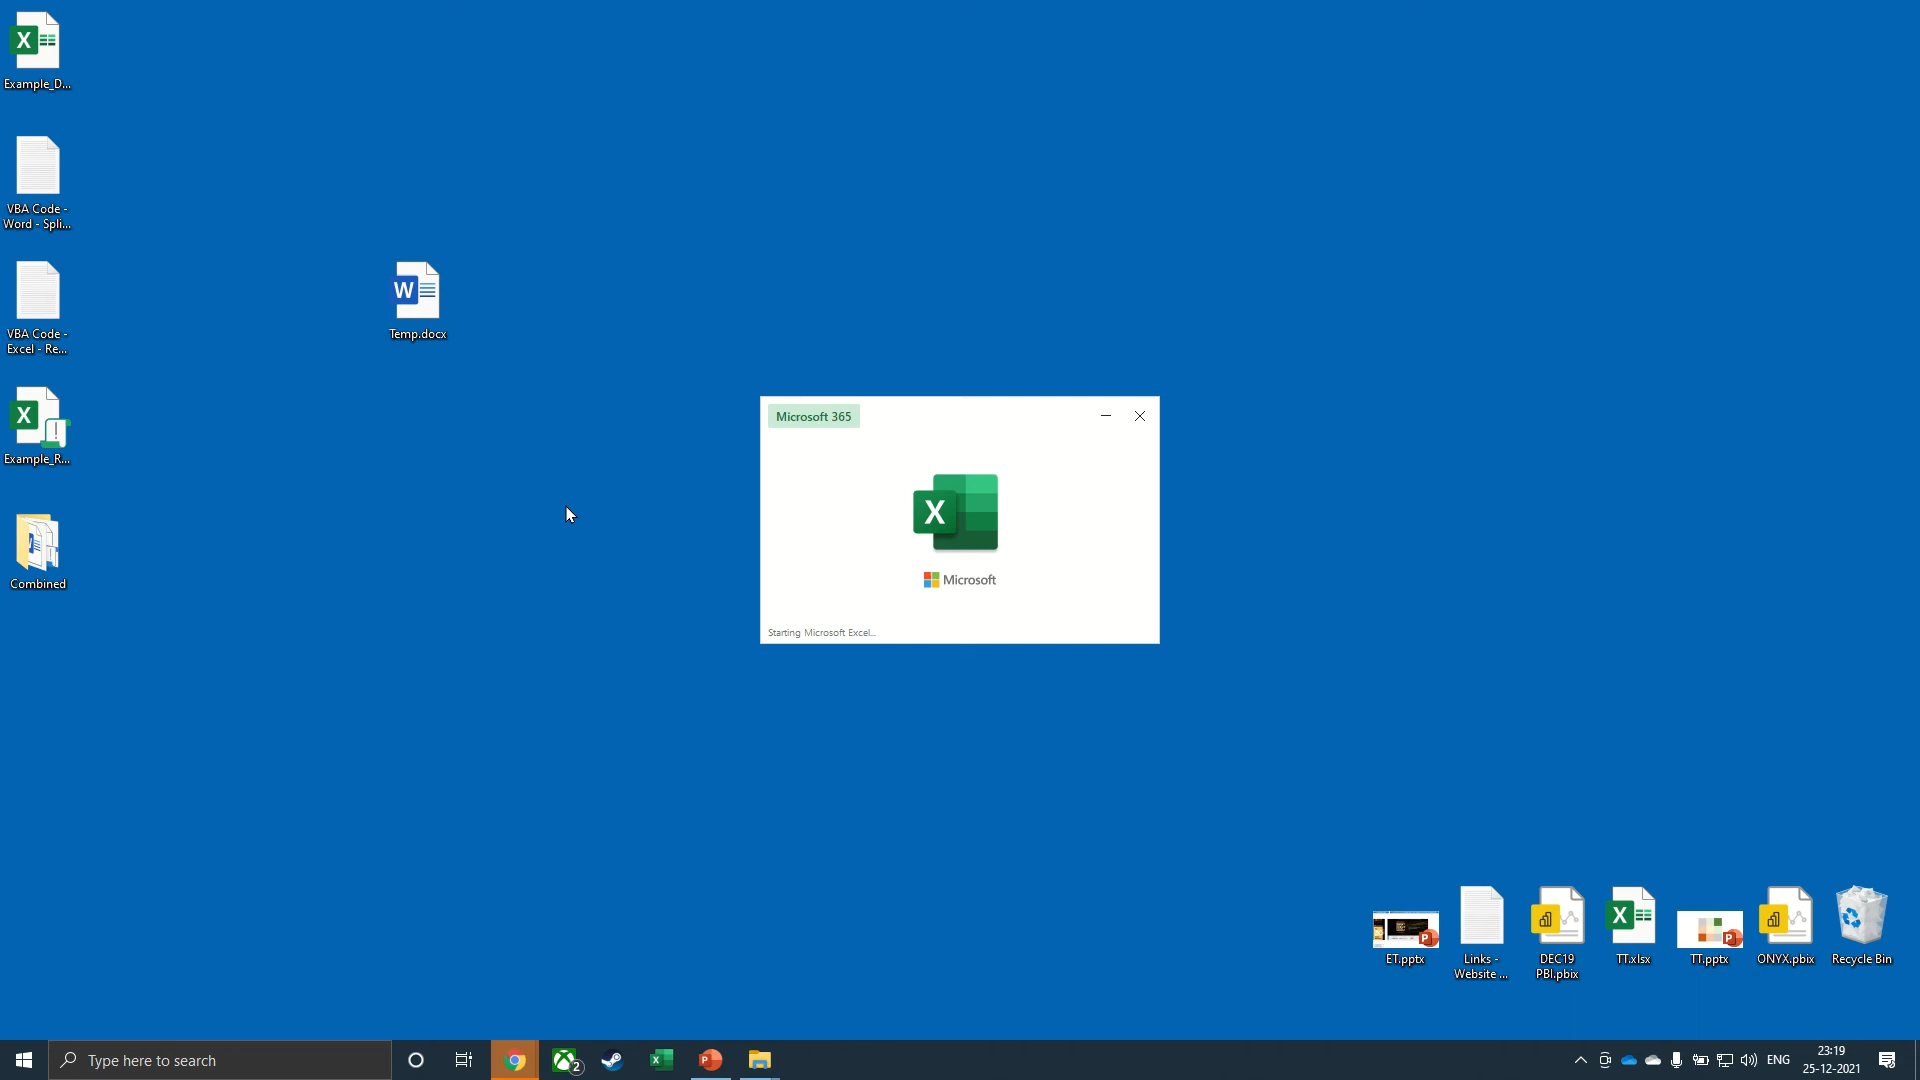 Example_D...
VBA Code -
Word - Spli...
VBA Code -
Excel - Re...
Example_R...
Combined
Temp.docx
Microsoft 365
Microsoft
Starting Microsoft Excel...
ET.pptx
Links -
Website ...
DEC19
PBI.pbix
TT.xlsx
TT.pptx
ONYX.pbix
Recycle Bin
Type here to search
2
ENG
23:19
25-12-2021